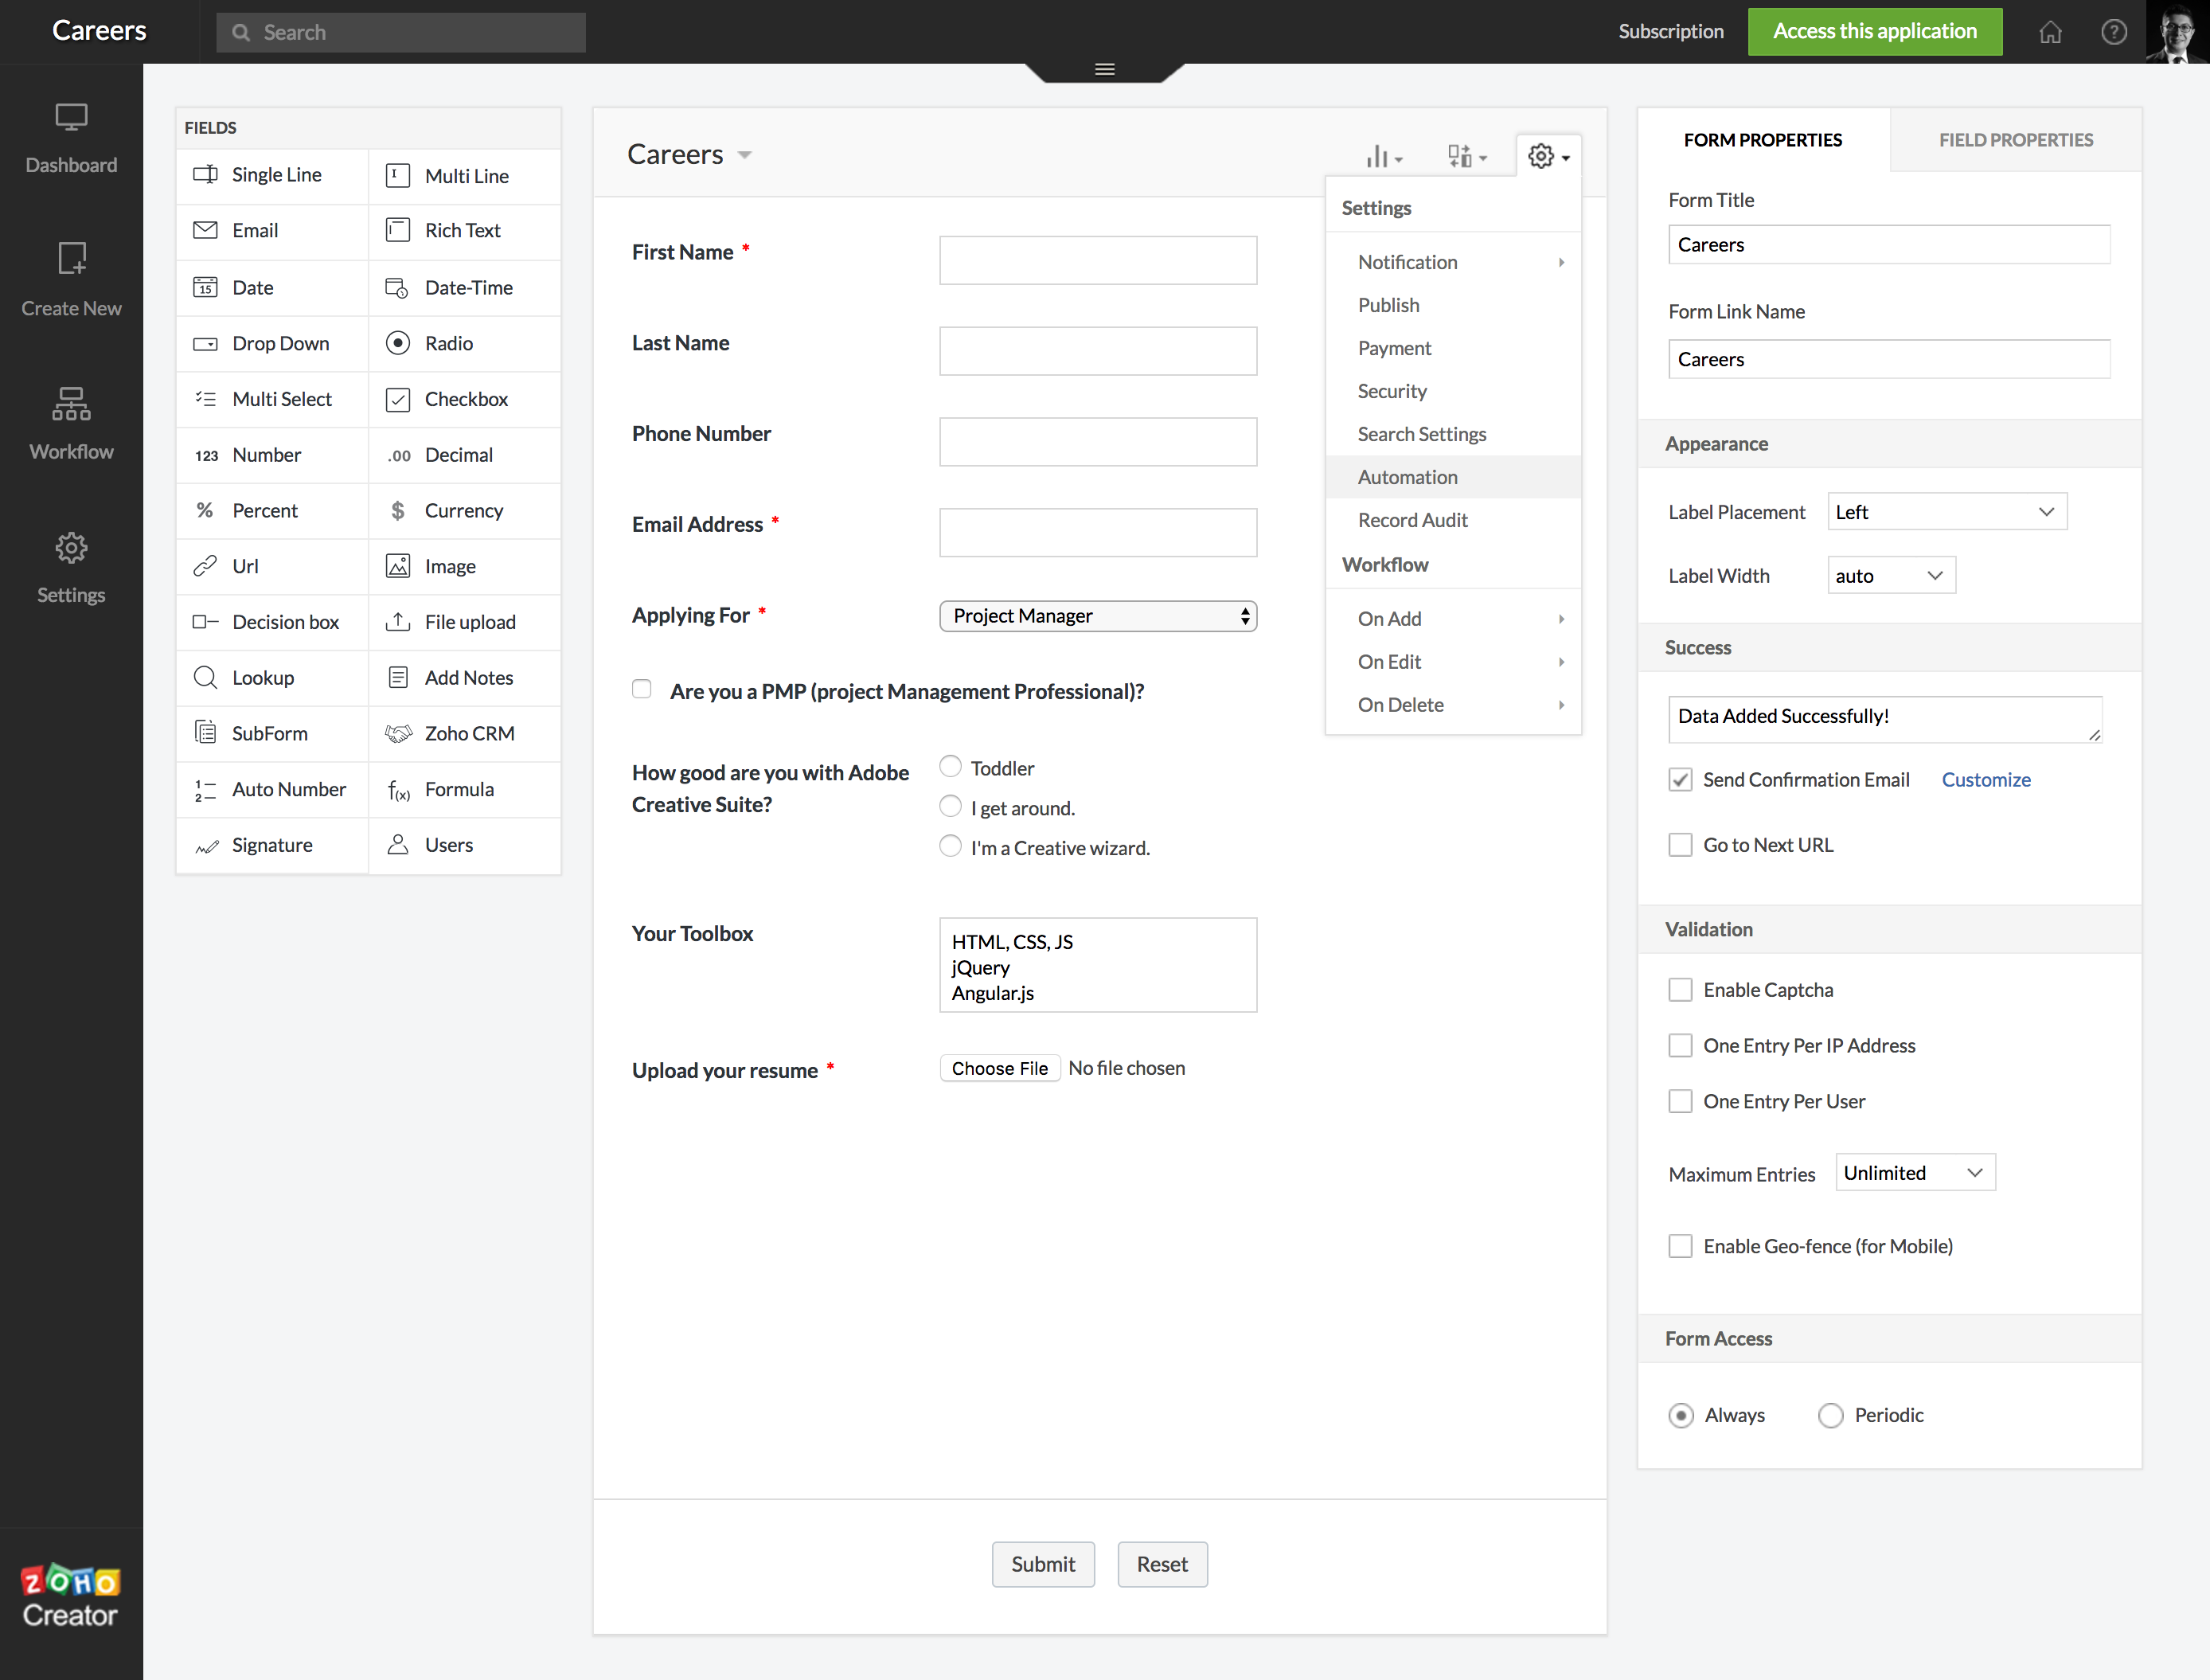 Careers
Search
Subscription
Access this application
Dashboard
Create New
Workflow
Settings
ZOHO
Creator
FIELDS
Single Line
Multi Line
Email
Rich Text
15
Date
Date-Time
Drop Down
Radio
Multi Select
Checkbox
123
Number
.00
Decimal
%
Percent
$
Currency
Url
Image
Decision box
File upload
Lookup
Add Notes
SubForm
Zoho CRM
1
2
Auto Number
f(x)
Formula
Signature
Users
Careers
First Name *
Last Name
Phone Number
Email Address *
Applying For *
Project Manager
Are you a PMP (project Management Professional)?
How good are you with Adobe
Creative Suite?
Toddler
I get around.
I'm a Creative wizard.
Your Toolbox
HTML, CSS, JS
jQuery
Angular.js
Upload your resume *
Choose File
No file chosen
Submit
Reset
Settings
Notification
Publish
Payment
Security
Search Settings
Automation
Record Audit
Workflow
On Add
On Edit
On Delete
FORM PROPERTIES
FIELD PROPERTIES
Form Title
Careers
Form Link Name
Careers
Appearance
Label Placement
Left
Label Width
auto
Success
Data Added Successfully!
Send Confirmation Email
Customize
Go to Next URL
Validation
Enable Captcha
One Entry Per IP Address
One Entry Per User
Maximum Entries
Unlimited
Enable Geo-fence (for Mobile)
Form Access
Always
Periodic